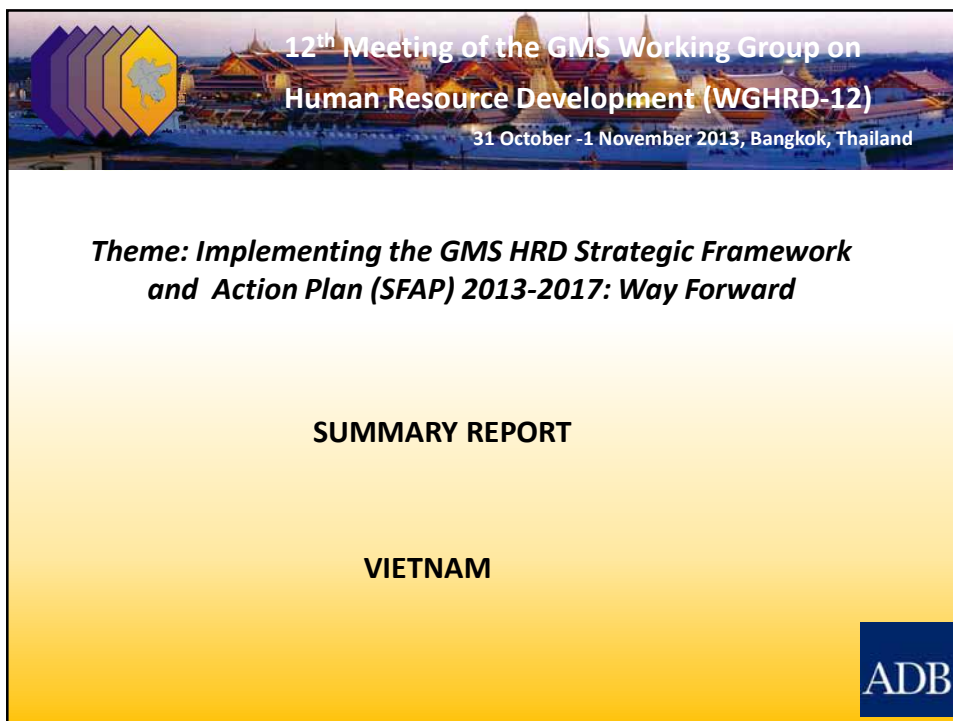 12th Meeting of the GMS Working Group on
Human Resource Development (WGHRD-12)
31 October -1 November 2013, Bangkok, Thailand
Theme: Implementing the GMS HRD Strategic Framework
and Action Plan (SFAP) 2013-2017: Way Forward
SUMMARY REPORT
VIETNAM
ADB